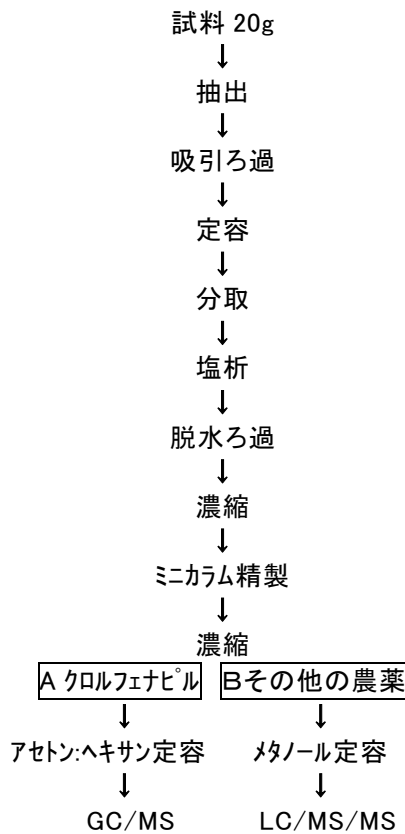 試料 20g
↓
抽出
↓
吸引ろ過
↓
定容
↓
分取
↓
塩析
↓
脱水ろ過
↓
濃縮
↓
ﾐﾆｶﾗﾑ精製
↓
濃縮
A ｸﾛﾙﾌｪﾅﾋﾟﾙ Bその他の農薬
↓ ↓
ｱｾﾄﾝ:ﾍｷｻﾝ定容 ﾒﾀﾉｰﾙ定容
↓ ↓
GC/MS LC/MS/MS